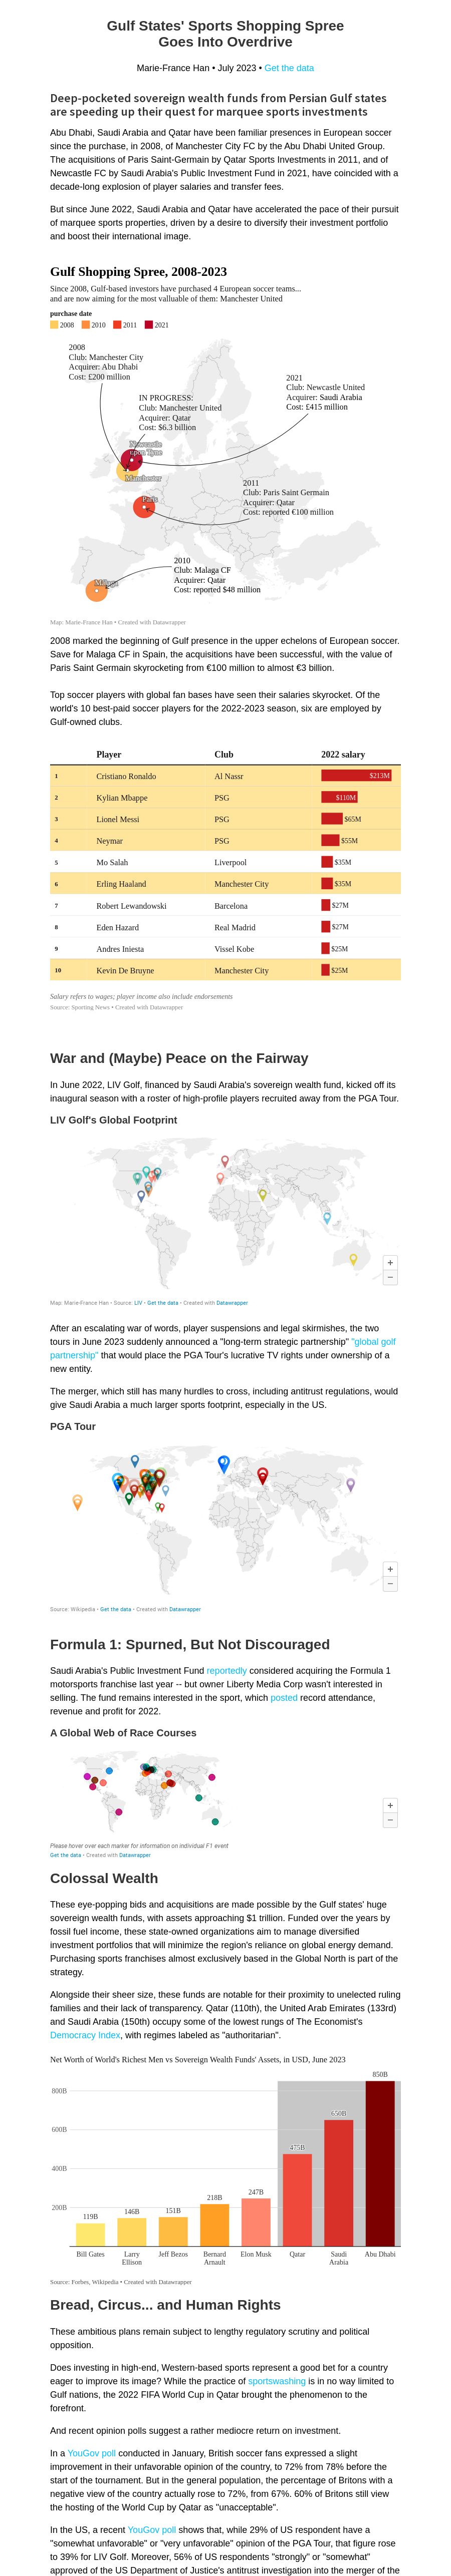 Gulf States' Sports Shopping Spree
Goes Into Overdrive
Marie-France Han • July 2023 • Get the data
Deep-pocketed sovereign wealth funds from Persian Gulf states
are speeding up their quest for marquee sports investments
Abu Dhabi, Saudi Arabia and Qatar have been familiar presences in European soccer
since the purchase, in 2008, of Manchester City FC by the Abu Dhabi United Group.
The acquisitions of Paris Saint-Germain by Qatar Sports Investments in 2011, and of
Newcastle FC by Saudi Arabia's Public Investment Fund in 2021, have coincided with a
decade-long explosion of player salaries and transfer fees.
But since June 2022, Saudi Arabia and Qatar have accelerated the pace of their pursuit
of marquee sports properties, driven by a desire to diversify their investment portfolio
and boost their international image.
Gulf Shopping Spree, 2008-2023
Since 2008, Gulf-based investors have purchased 4 European soccer teams...
and are now aiming for the most valluable of them: Manchester United
purchase date
2008 2010 2011 2021
2008
Club: Manchester City
Acquirer: Abu Dhabi
Cost: £200 million
IN PROGRESS:
Club: Manchester United
Acquirer: Qatar
Cost: $6.3 billion
2021
Club: Newcastle United
Acquirer: Saudi Arabia
Cost: £415 million
Newcastle
upon Tyne
Manchester
Paris
2011
Club: Paris Saint Germain
Acquirer: Qatar
Cost: reported €100 million
2010
Club: Malaga CF
Acquirer: Qatar
Cost: reported $48 million
Málaga
Map: Marie-France Han • Created with Datawrapper
2008 marked the beginning of Gulf presence in the upper echelons of European soccer.
Save for Malaga CF in Spain, the acquisitions have been successful, with the value of
Paris Saint Germain skyrocketing from €100 million to almost €3 billion.
Top soccer players with global fan bases have seen their salaries skyrocket. Of the
world's 10 best-paid soccer players for the 2022-2023 season, six are employed by
Gulf-owned clubs.
Player Club 2022 salary
1 Cristiano Ronaldo Al Nassr $213M
2 Kylian Mbappe PSG $110M
3 Lionel Messi PSG $65M
4 Neymar PSG $55M
5 Mo Salah Liverpool $35M
6 Erling Haaland Manchester City $35M
7 Robert Lewandowski Barcelona $27M
8 Eden Hazard Real Madrid $27M
9 Andres Iniesta Vissel Kobe $25M
10 Kevin De Bruyne Manchester City $25M
Salary refers to wages; player income also include endorsements
Source: Sporting News • Created with Datawrapper
War and (Maybe) Peace on the Fairway
In June 2022, LIV Golf, financed by Saudi Arabia's sovereign wealth fund, kicked off its
inaugural season with a roster of high-profile players recruited away from the PGA Tour.
LIV Golf's Global Footprint
+
−
Map: Marie-France Han • Source: LIV • Get the data • Created with Datawrapper
After an escalating war of words, player suspensions and legal skirmishes, the two
tours in June 2023 suddenly announced a "long-term strategic partnership" "global golf
partnership" that would place the PGA Tour's lucrative TV rights under ownership of a
new entity.
The merger, which still has many hurdles to cross, including antitrust regulations, would
give Saudi Arabia a much larger sports footprint, especially in the US.
PGA Tour
+
−
Source: Wikipedia • Get the data • Created with Datawrapper
Formula 1: Spurned, But Not Discouraged
Saudi Arabia's Public Investment Fund reportedly considered acquiring the Formula 1
motorsports franchise last year -- but owner Liberty Media Corp wasn't interested in
selling. The fund remains interested in the sport, which posted record attendance,
revenue and profit for 2022.
A Global Web of Race Courses
+
−
Please hover over each marker for information on individual F1 event
Get the data • Created with Datawrapper
Colossal Wealth
These eye-popping bids and acquisitions are made possible by the Gulf states' huge
sovereign wealth funds, with assets approaching $1 trillion. Funded over the years by
fossil fuel income, these state-owned organizations aim to manage diversified
investment portfolios that will minimize the region's reliance on global energy demand.
Purchasing sports franchises almost exclusively based in the Global North is part of the
strategy.
Alongside their sheer size, these funds are notable for their proximity to unelected ruling
families and their lack of transparency. Qatar (110th), the United Arab Emirates (133rd)
and Saudi Arabia (150th) occupy some of the lowest rungs of The Economist's
Democracy Index, with regimes labeled as "authoritarian".
Net Worth of World's Richest Men vs Sovereign Wealth Funds' Assets, in USD, June 2023
800B
600B
400B
200B
119B 146B 151B 218B 247B 475B 650B 850B
Bill Gates Larry Ellison Jeff Bezos Bernard Arnault Elon Musk Qatar Saudi Arabia Abu Dhabi
Source: Forbes, Wikipedia • Created with Datawrapper
Bread, Circus... and Human Rights
These ambitious plans remain subject to lengthy regulatory scrutiny and political
opposition.
Does investing in high-end, Western-based sports represent a good bet for a country
eager to improve its image? While the practice of sportswashing is in no way limited to
Gulf nations, the 2022 FIFA World Cup in Qatar brought the phenomenon to the
forefront.
And recent opinion polls suggest a rather mediocre return on investment.
In a YouGov poll conducted in January, British soccer fans expressed a slight
improvement in their unfavorable opinion of the country, to 72% from 78% before the
start of the tournament. But in the general population, the percentage of Britons with a
negative view of the country actually rose to 72%, from 67%. 60% of Britons still view
the hosting of the World Cup by Qatar as "unacceptable".
In the US, a recent YouGov poll shows that, while 29% of US respondent have a
"somewhat unfavorable" or "very unfavorable" opinion of the PGA Tour, that figure rose
to 39% for LIV Golf. Moreover, 56% of US respondents "strongly" or "somewhat"
approved of the US Department of Justice's antitrust investigation into the merger of the